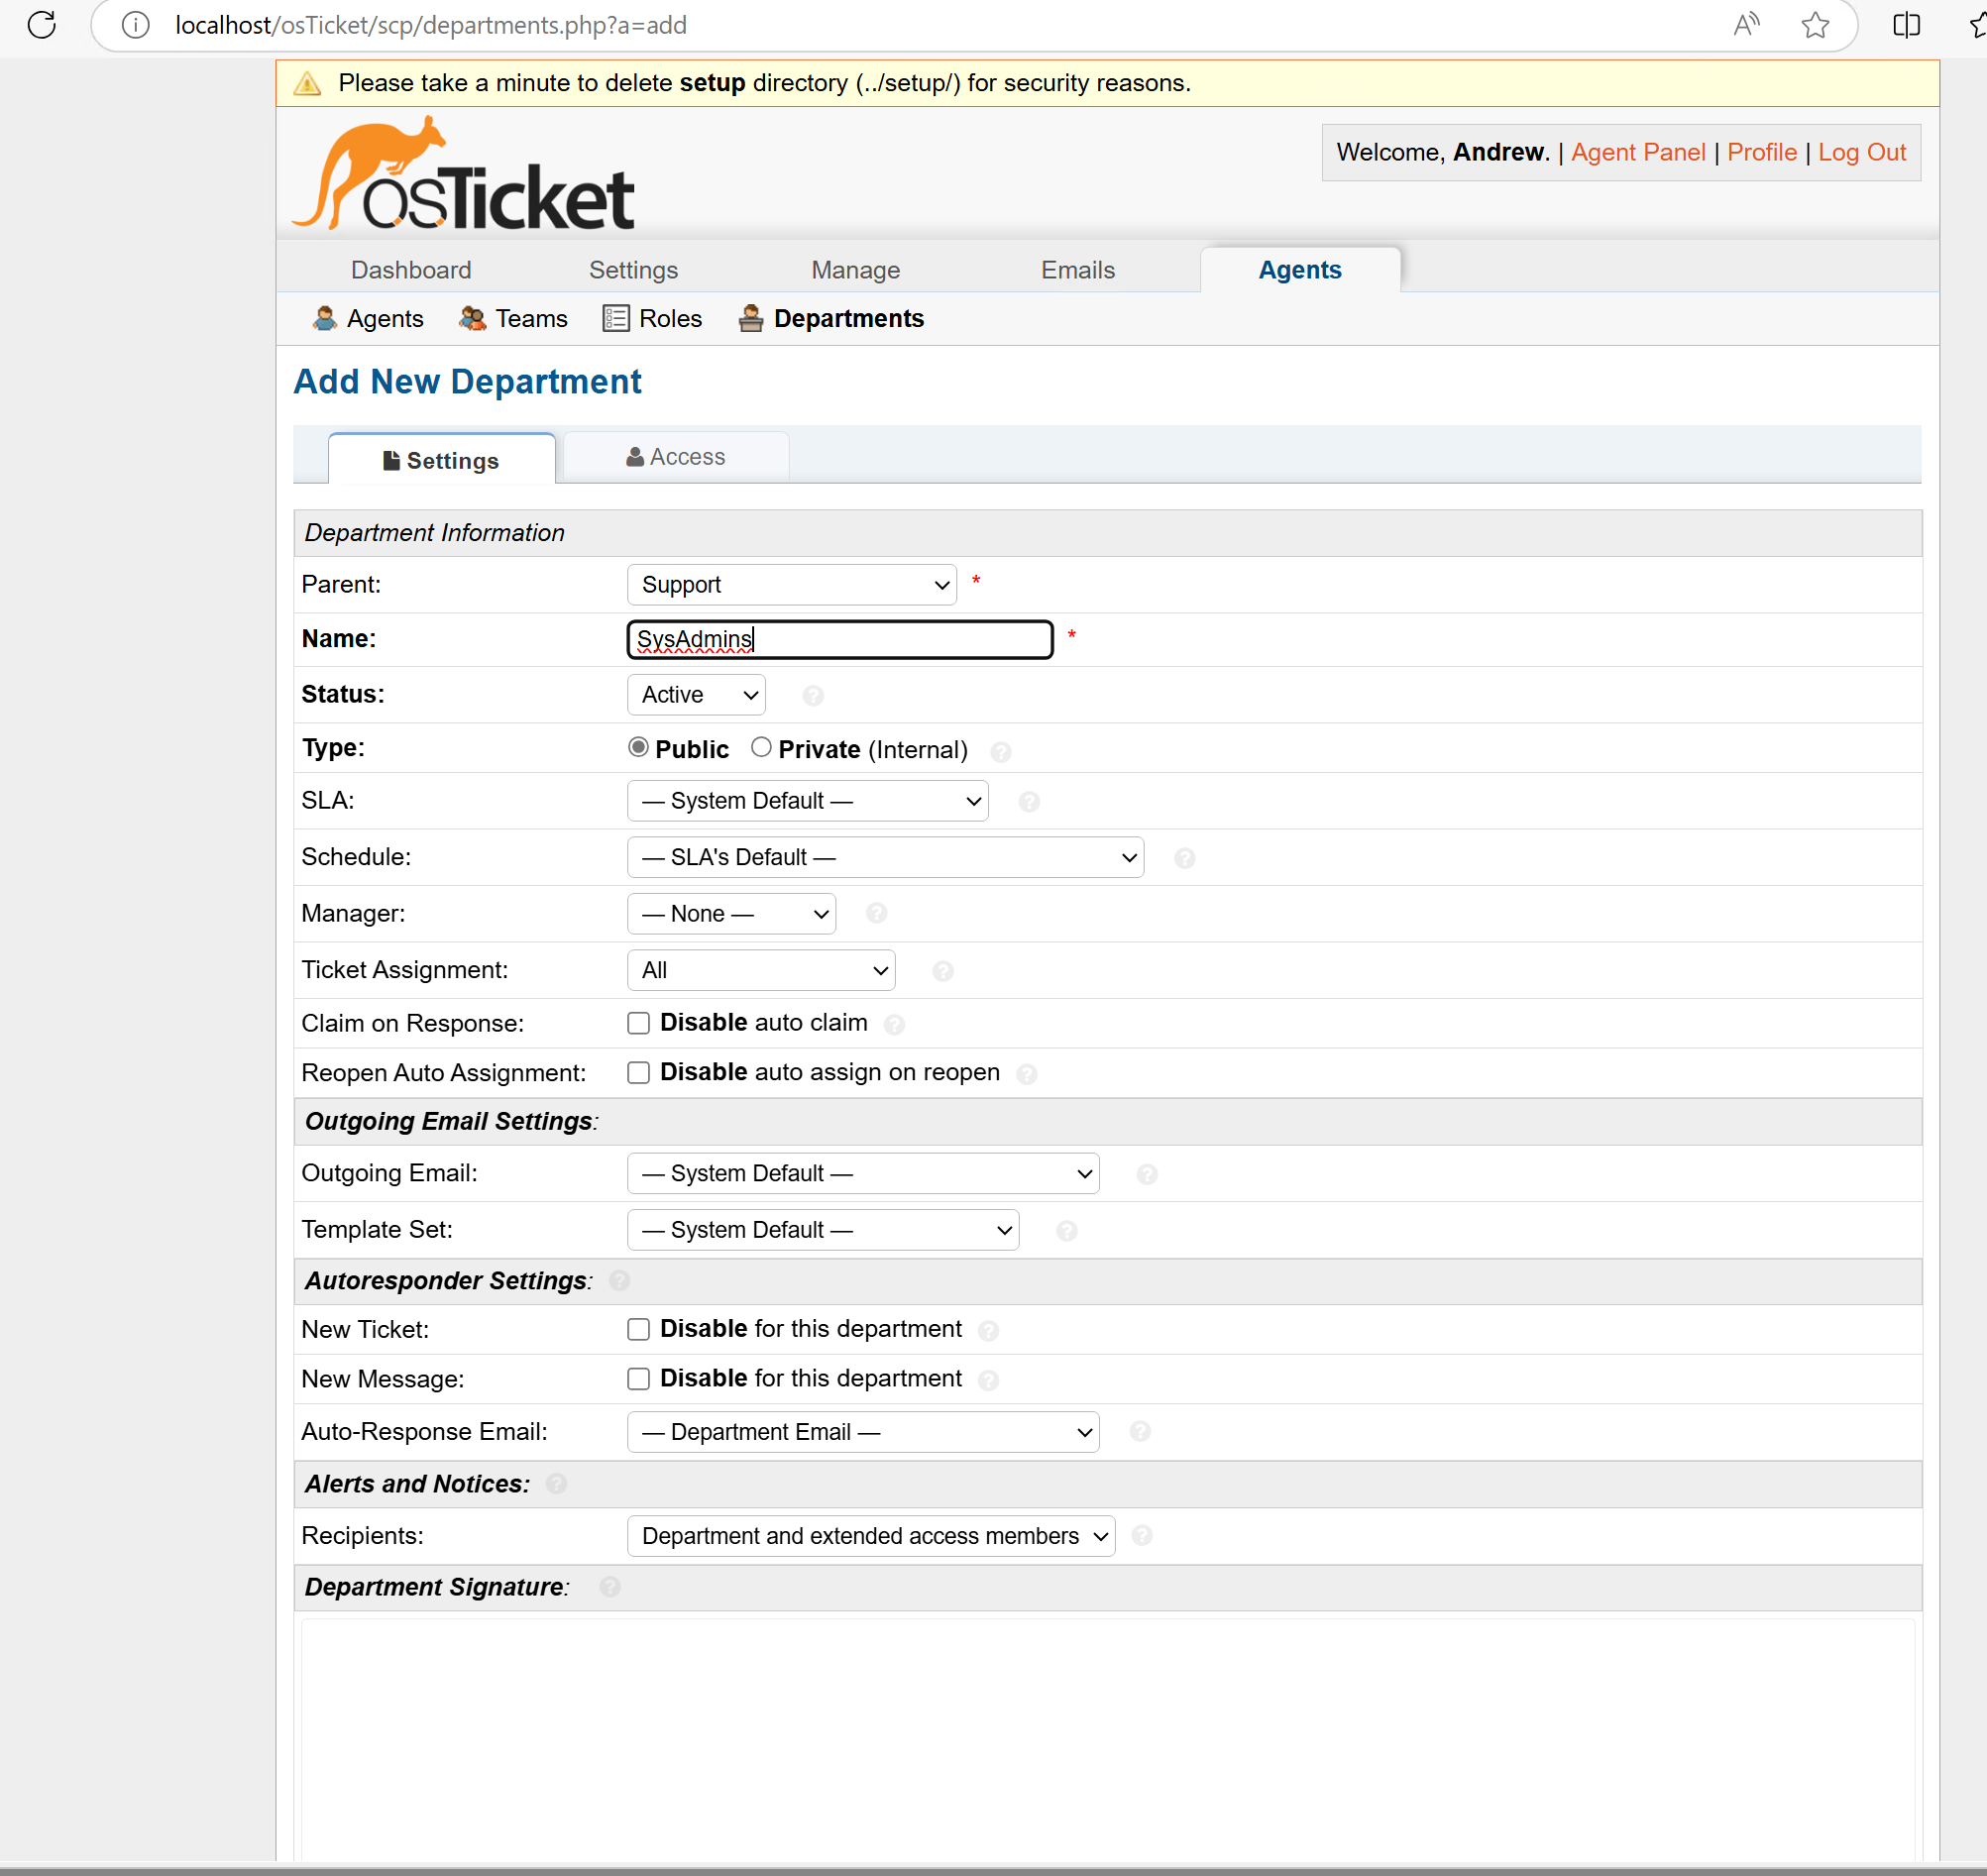 localhost/osTicket/scp/departments.php?a=add
Please take a minute to delete setup directory (../setup/) for security reasons.
osTicket
Welcome, Andrew. | Agent Panel | Profile | Log Out
Dashboard Settings Manage Emails Agents
Agents Teams Roles Departments
Add New Department
Settings Access
Department Information
Parent: Support *
Name: SysAdmins *
Status: Active
Type: Public Private (Internal)
SLA: — System Default —
Schedule: — SLA's Default —
Manager: — None —
Ticket Assignment: All
Claim on Response: Disable auto claim
Reopen Auto Assignment: Disable auto assign on reopen
Outgoing Email Settings:
Outgoing Email: — System Default —
Template Set: — System Default —
Autoresponder Settings:
New Ticket: Disable for this department
New Message: Disable for this department
Auto-Response Email: — Department Email —
Alerts and Notices:
Recipients: Department and extended access members
Department Signature: